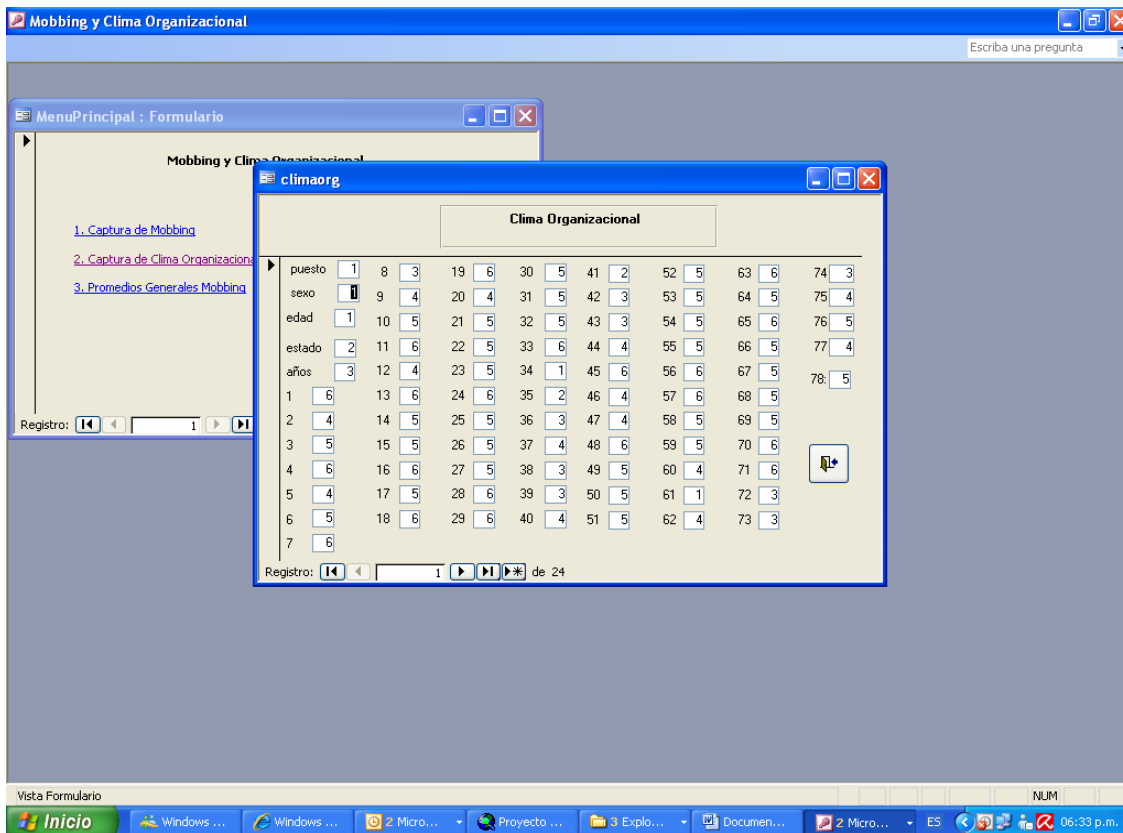 Mobbing y Clima Organizacional
Escriba una pregunta
MenuPrincipal : Formulario
Mobbing y Clima Organizacional
1. Captura de Mobbing
2. Captura de Clima Organizaciona
3. Promedios Generales Mobbing
Registro: 1
climaorg
Clima Organizacional
puesto 1 8 3 19 6 30 5 41 2 52 5 63 6 74 3
sexo 1 9 4 20 4 31 5 42 3 53 5 64 5 75 4
edad 1 10 5 21 5 32 5 43 3 54 5 65 6 76 5
estado 2 11 6 22 5 33 6 44 4 55 5 66 5 77 4
años 3 12 4 23 5 34 1 45 6 56 6 67 5 78: 5
1 6 13 6 24 6 35 2 46 4 57 6 68 5
2 4 14 5 25 5 36 3 47 4 58 5 69 5
3 5 15 5 26 5 37 4 48 6 59 5 70 6
4 6 16 6 27 5 38 3 49 5 60 4 71 6
5 4 17 5 28 6 39 3 50 5 61 1 72 3
6 5 18 6 29 6 40 4 51 5 62 4 73 3
7 6
Registro: 1 de 24
Vista Formulario NUM
Inicio Windows ... Windows ... 2 Micro... Proyecto ... 3 Explo... Documen... 2 Micro... ES 06:33 p.m.